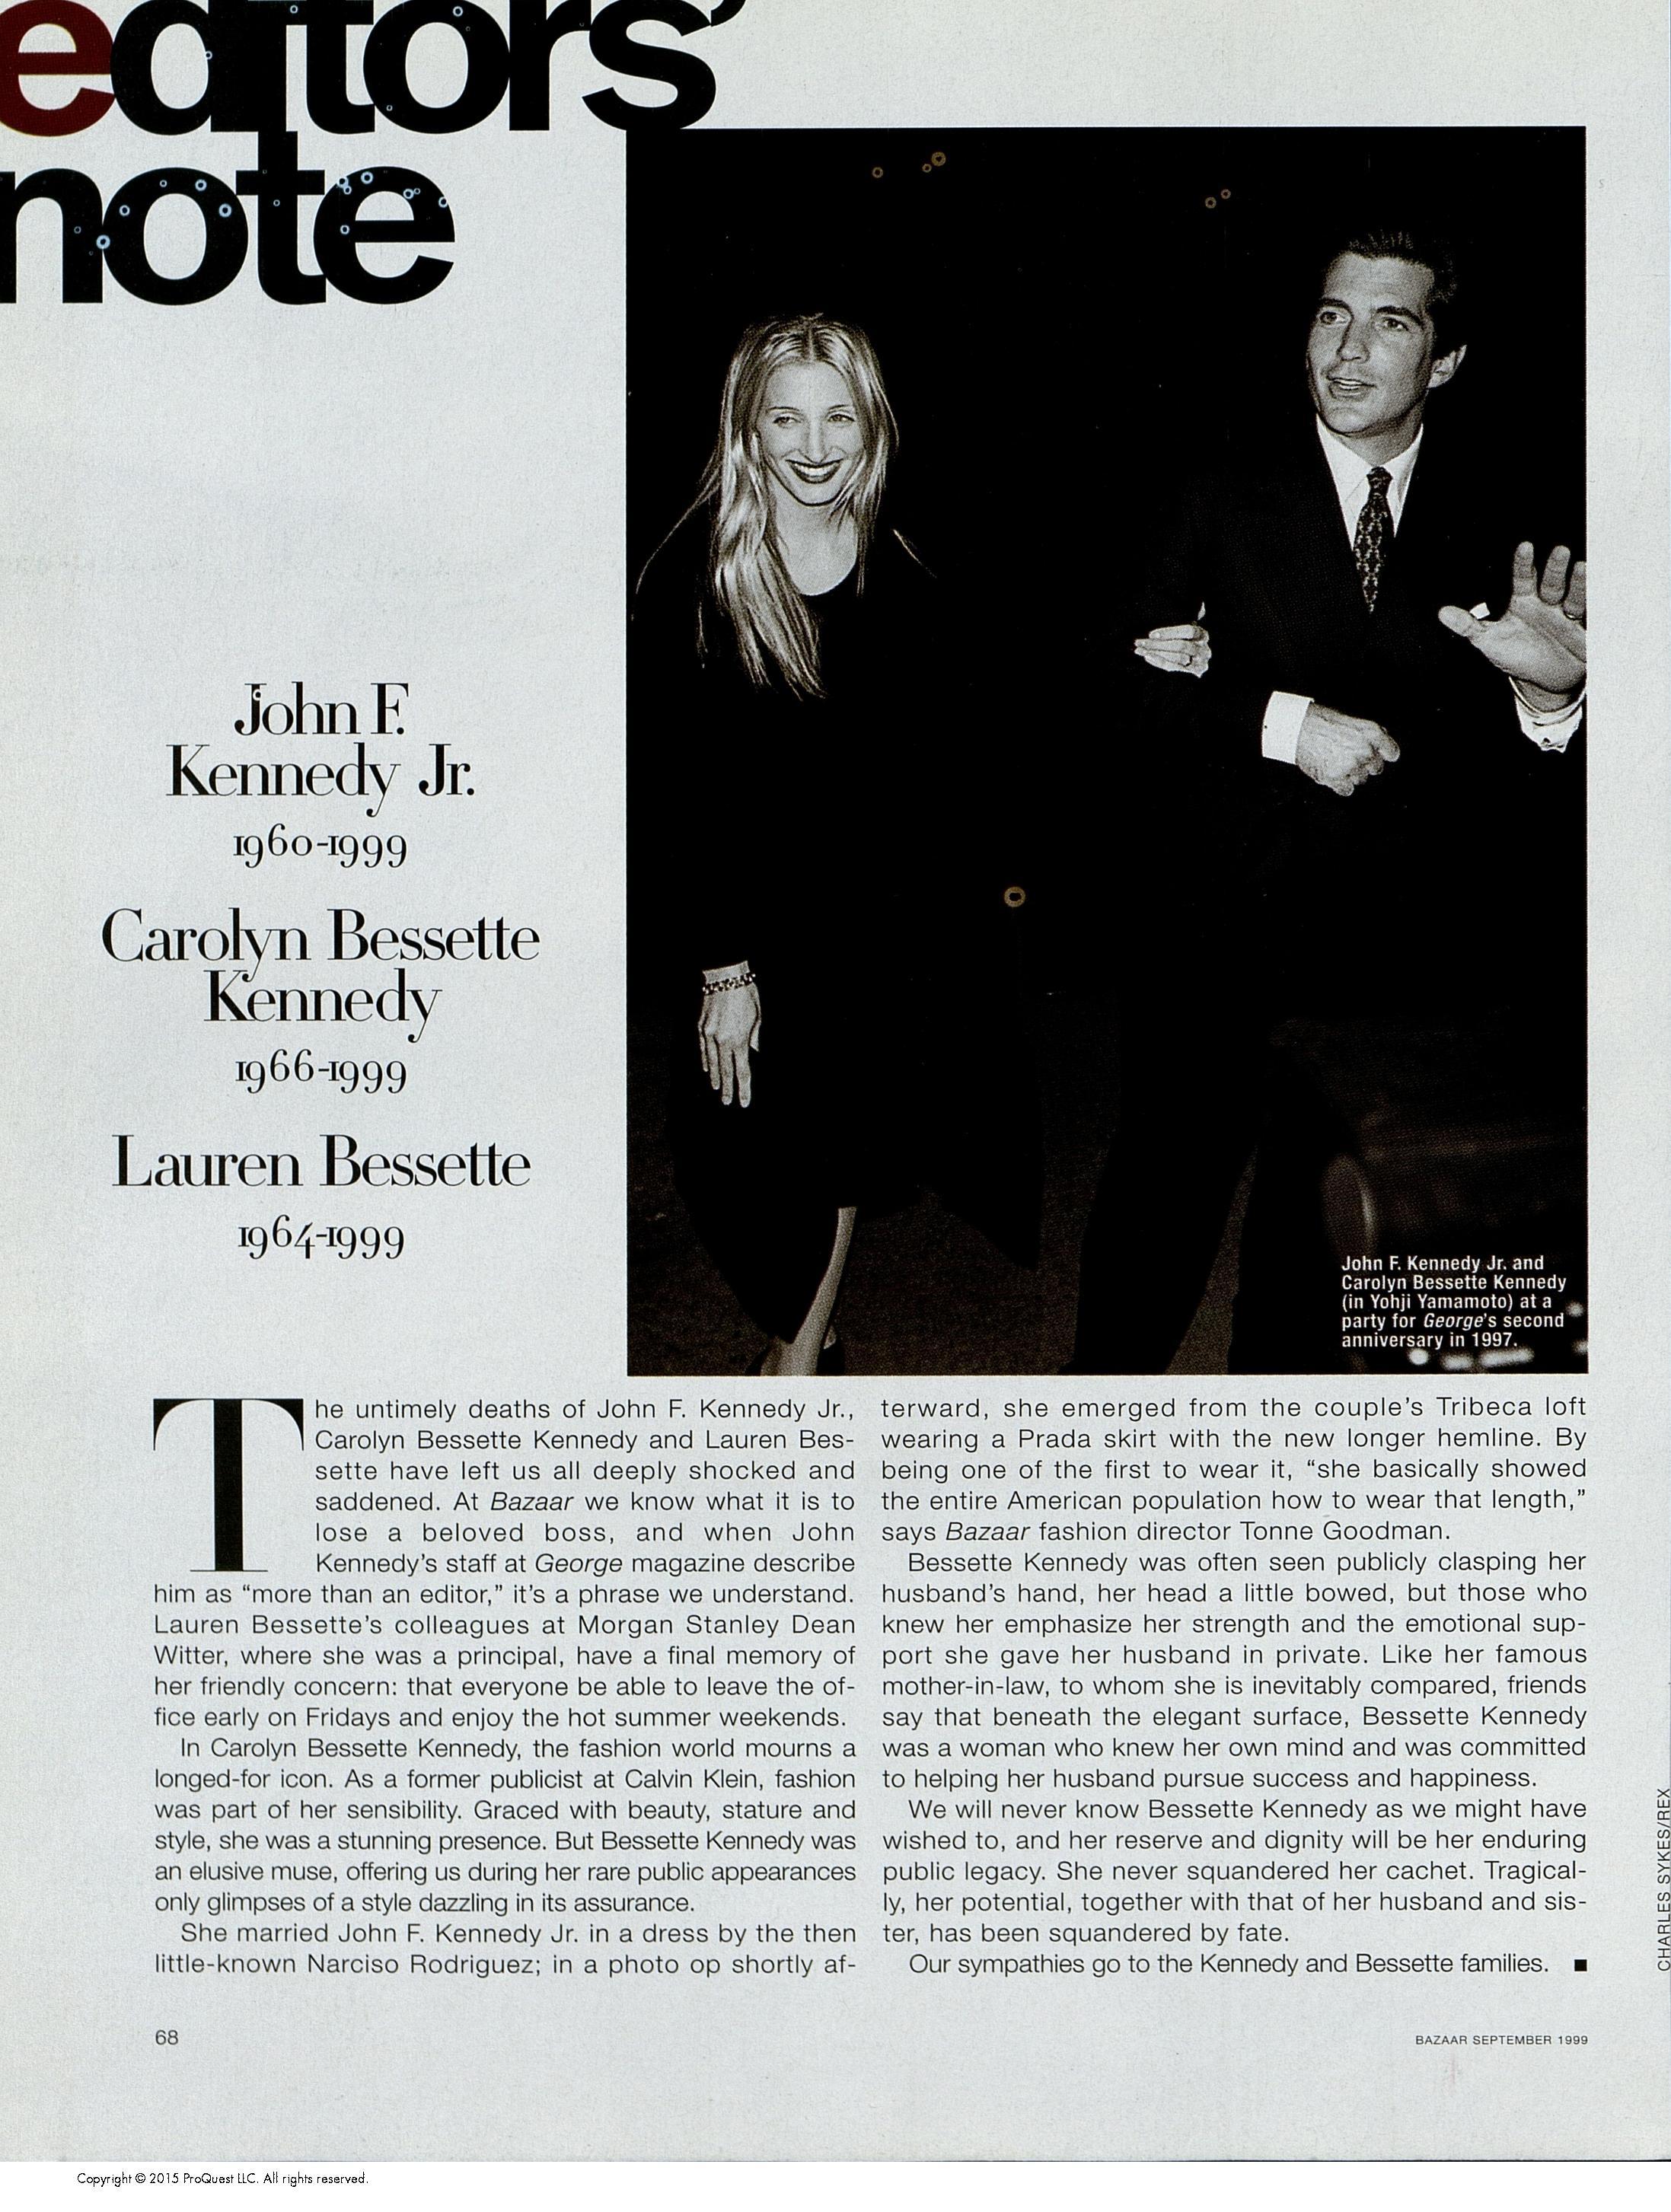 editors'
note
John F.
Kennedy Jr.
1960-1999
Carolyn Bessette
Kennedy
1966-1999
Lauren Bessette
1964-1999
John F. Kennedy Jr. and
Carolyn Bessette Kennedy
(in Yohji Yamamoto) at a
party for George's second
anniversary in 1997.
The untimely deaths of John F. Kennedy Jr.,
Carolyn Bessette Kennedy and Lauren Bes-
sette have left us all deeply shocked and
saddened. At Bazaar we know what it is to
lose a beloved boss, and when John
Kennedy's staff at George magazine describe
him as “more than an editor,” it's a phrase we understand.
Lauren Bessette's colleagues at Morgan Stanley Dean
Witter, where she was a principal, have a final memory of
her friendly concern: that everyone be able to leave the of-
fice early on Fridays and enjoy the hot summer weekends.
In Carolyn Bessette Kennedy, the fashion world mourns a
longed-for icon. As a former publicist at Calvin Klein, fashion
was part of her sensibility. Graced with beauty, stature and
style, she was a stunning presence. But Bessette Kennedy was
an elusive muse, offering us during her rare public appearances
only glimpses of a style dazzling in its assurance.
She married John F. Kennedy Jr. in a dress by the then
little-known Narciso Rodriguez; in a photo op shortly af-
terward, she emerged from the couple's Tribeca loft
wearing a Prada skirt with the new longer hemline. By
being one of the first to wear it, “she basically showed
the entire American population how to wear that length,”
says Bazaar fashion director Tonne Goodman.
Bessette Kennedy was often seen publicly clasping her
husband's hand, her head a little bowed, but those who
knew her emphasize her strength and the emotional sup-
port she gave her husband in private. Like her famous
mother-in-law, to whom she is inevitably compared, friends
say that beneath the elegant surface, Bessette Kennedy
was a woman who knew her own mind and was committed
to helping her husband pursue success and happiness.
We will never know Bessette Kennedy as we might have
wished to, and her reserve and dignity will be her enduring
public legacy. She never squandered her cachet. Tragical-
ly, her potential, together with that of her husband and sis-
ter, has been squandered by fate.
Our sympathies go to the Kennedy and Bessette families. ■
CHARLES SYKES/REX
68
BAZAAR SEPTEMBER 1999
Copyright © 2015 ProQuest LLC. All rights reserved.